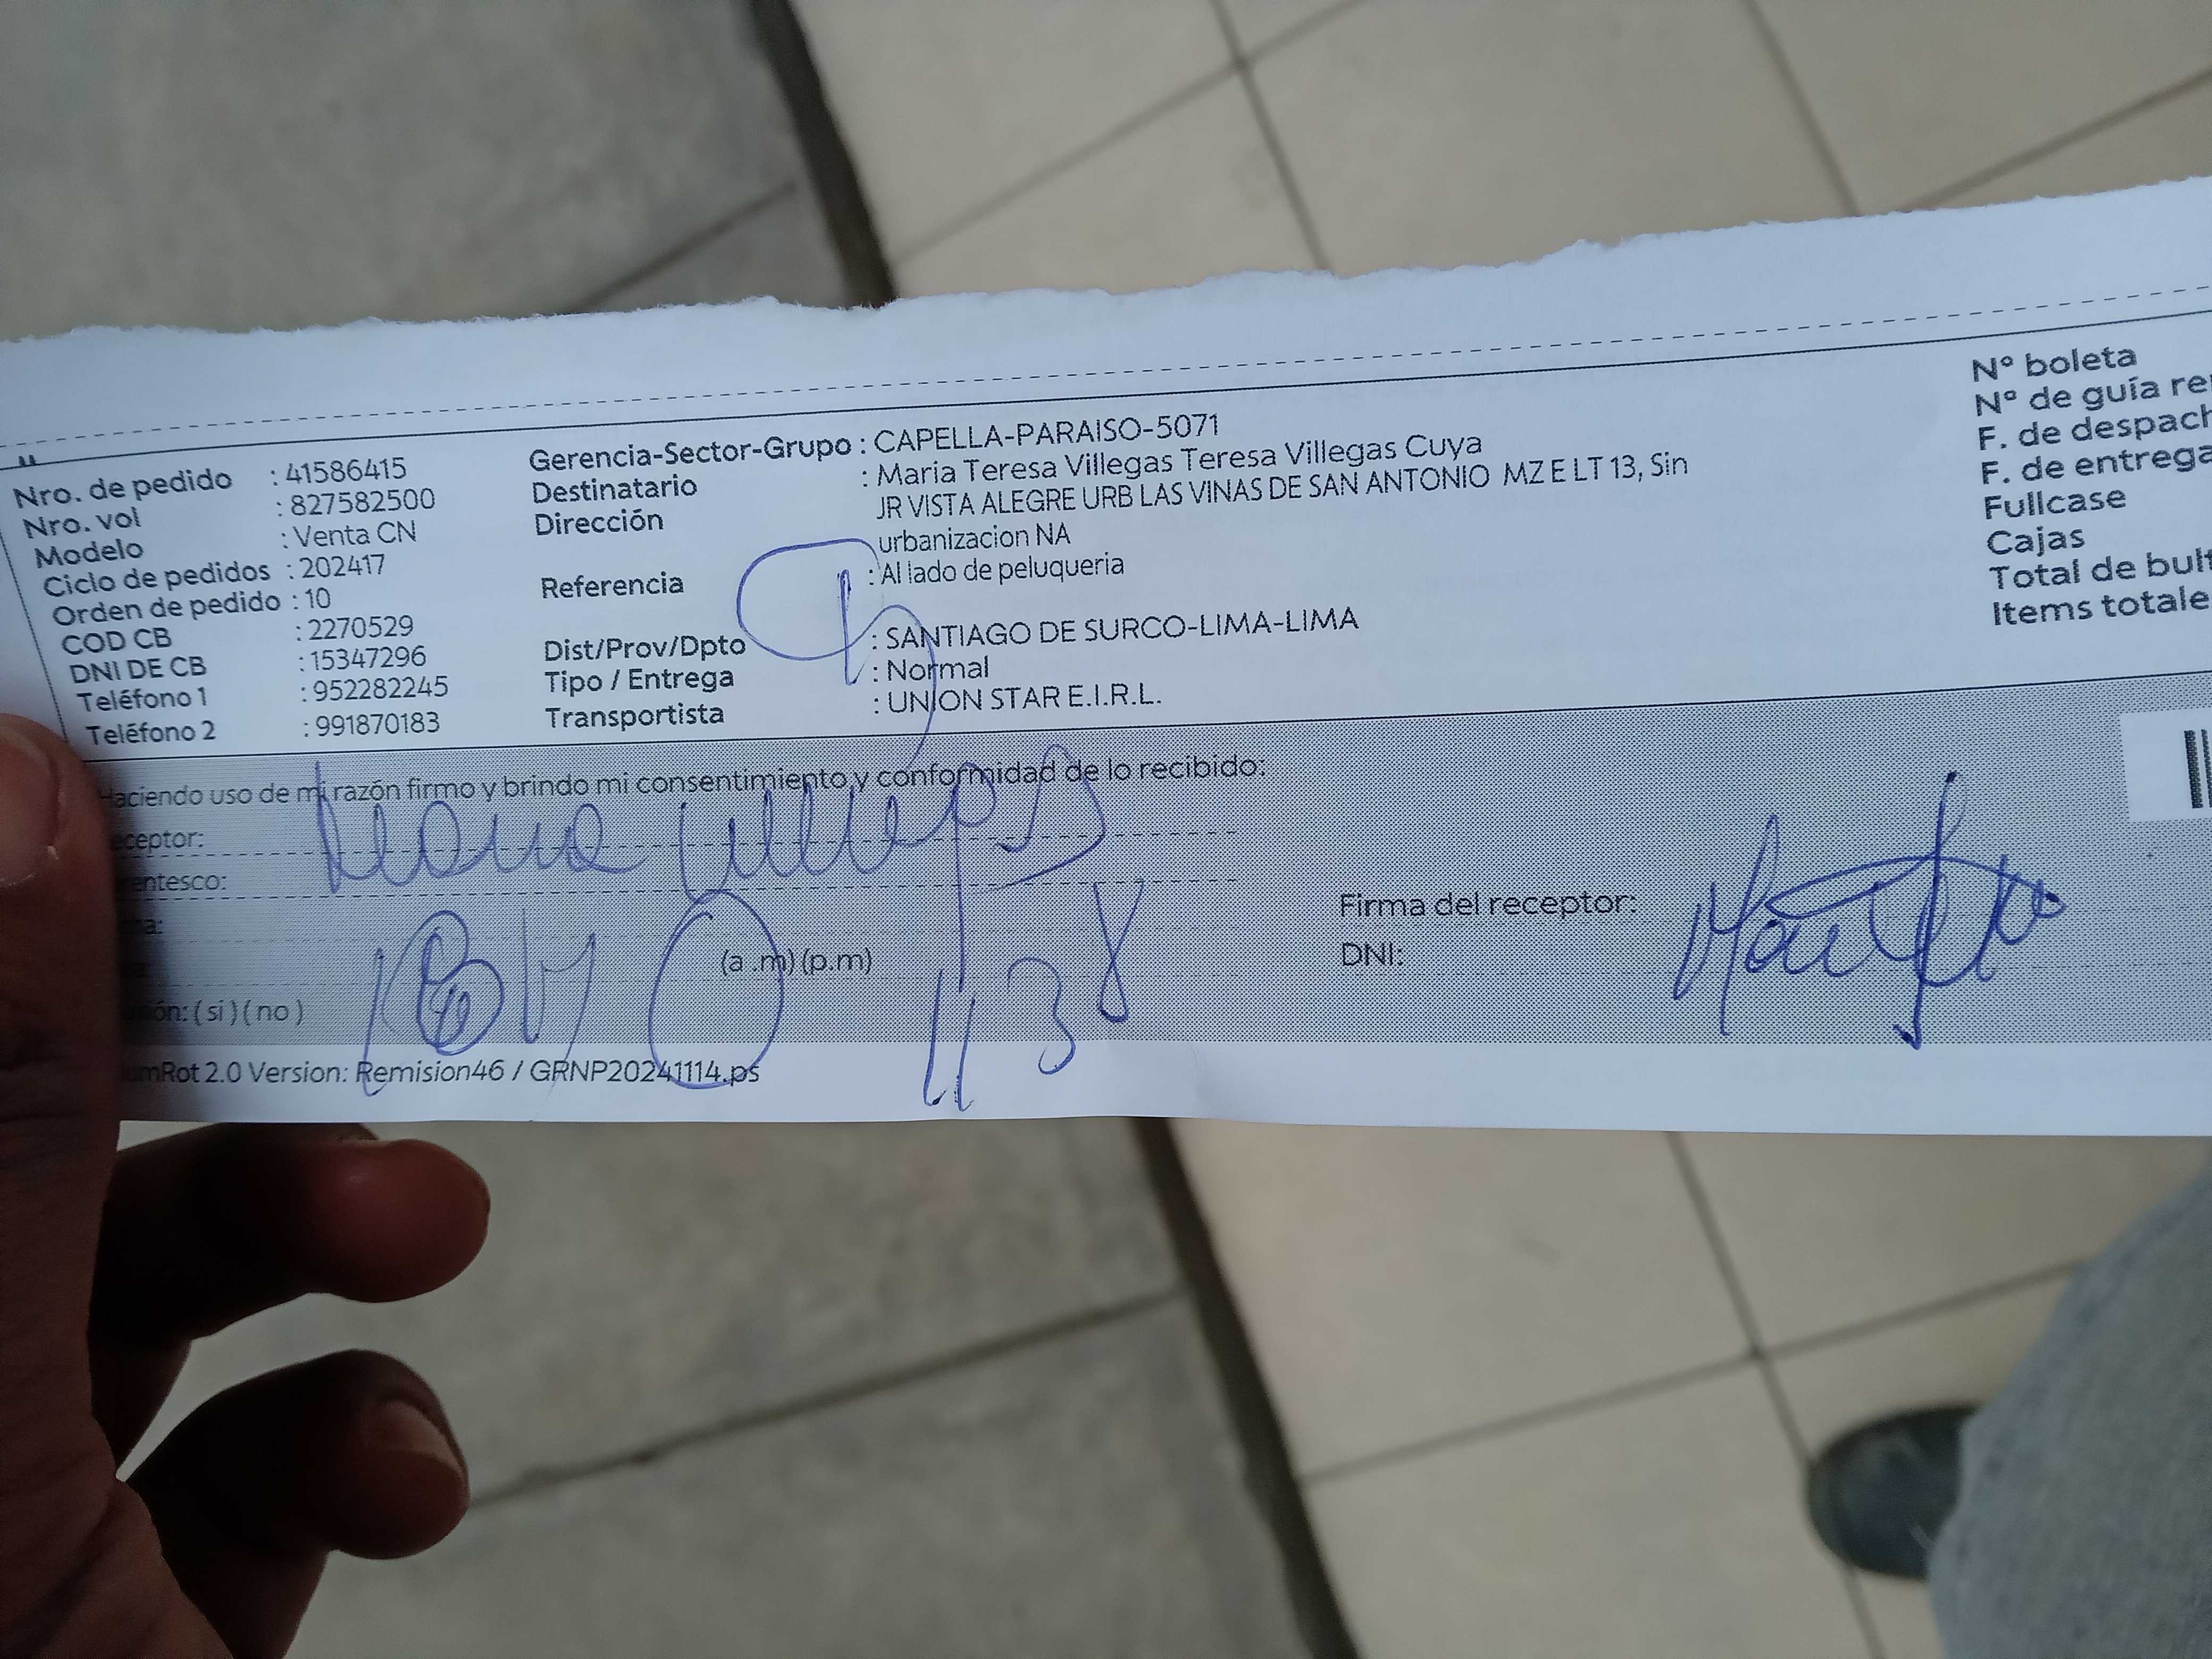 Nro. de pedido : 41586415
Nro. vol : 827582500
Modelo : Venta CN
Ciclo de pedidos : 202417
Orden de pedido : 10
COD CB : 2270529
DNI DE CB : 15347296
Teléfono 1 : 952282245
Teléfono 2 : 991870183
Gerencia-Sector-Grupo : CAPELLA-PARAISO-5071
Destinatario : Maria Teresa Villegas Teresa Villegas Cuya
Dirección JR VISTA ALEGRE URB LAS VINAS DE SAN ANTONIO MZ E LT 13, Sin
urbanizacion NA
Referencia : Al lado de peluqueria
Dist/Prov/Dpto : SANTIAGO DE SURCO-LIMA-LIMA
Tipo / Entrega : Normal
Transportista : UNION STAR E.I.R.L.
Nº boleta
Nº de guía re
F. de despach
F. de entrega
Fullcase
Cajas
Total de bult
Items totale
Haciendo uso de mi razón firmo y brindo mi consentimiento y conformidad de lo recibido:
eceptor:
entesco:
(a .m) (p.m)
ón: ( si ) ( no )
Firma del receptor:
DNI:
umRot 2.0 Version: Remision46 / GRNP20241114.ps